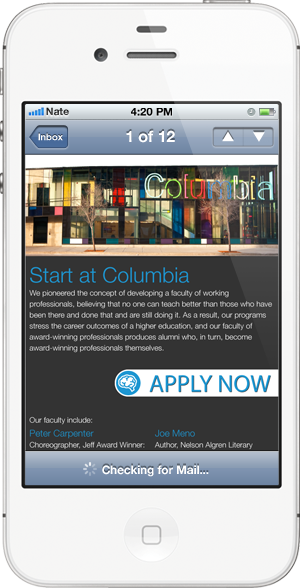 Nate 4:20 PM
Inbox 1 of 12
Columbia
Start at Columbia
We pioneered the concept of developing a faculty of working
professionals, believing that no one can teach better than those who have
been there and done that and are still doing it. As a result, our programs
stress the career outcomes of a higher education, and our faculty of
award-winning professionals produces alumni who, in turn, become
award-winning professionals themselves.
APPLY NOW
Our faculty include:
Peter Carpenter Joe Meno
Choreographer, Jeff Award Winner: Author, Nelson Algren Literary
Checking for Mail...